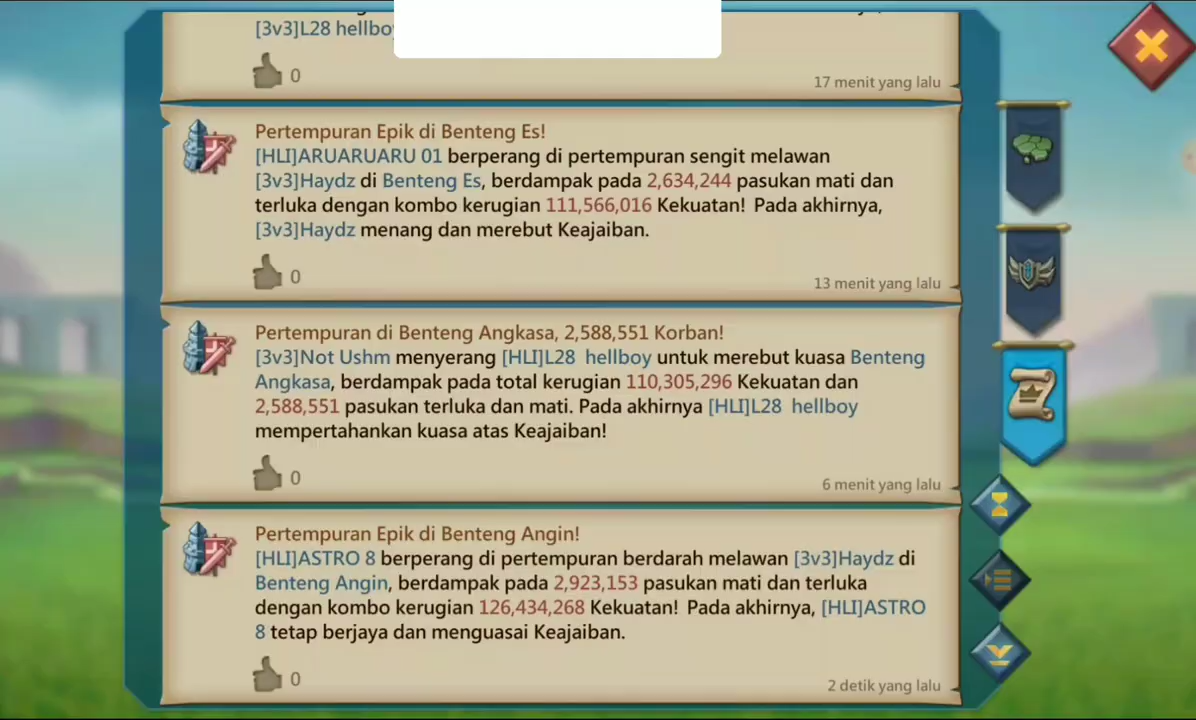 [3v3]L28 hellboy
0
17 menit yang lalu
Pertempuran Epik di Benteng Es!
[HLI]ARUARUARU 01 berperang di pertempuran sengit melawan
[3v3]Haydz di Benteng Es, berdampak pada 2,634,244 pasukan mati dan
terluka dengan kombo kerugian 111,566,016 Kekuatan! Pada akhirnya,
[3v3]Haydz menang dan merebut Keajaiban.
0
13 menit yang lalu
Pertempuran di Benteng Angkasa, 2,588,551 Korban!
[3v3]Not Ushm menyerang [HLI]L28 hellboy untuk merebut kuasa Benteng
Angkasa, berdampak pada total kerugian 110,305,296 Kekuatan dan
2,588,551 pasukan terluka dan mati. Pada akhirnya [HLI]L28 hellboy
mempertahankan kuasa atas Keajaiban!
0
6 menit yang lalu
Pertempuran Epik di Benteng Angin!
[HLI]ASTRO 8 berperang di pertempuran berdarah melawan [3v3]Haydz di
Benteng Angin, berdampak pada 2,923,153 pasukan mati dan terluka
dengan kombo kerugian 126,434,268 Kekuatan! Pada akhirnya, [HLI]ASTRO
8 tetap berjaya dan menguasai Keajaiban.
0
2 detik yang lalu